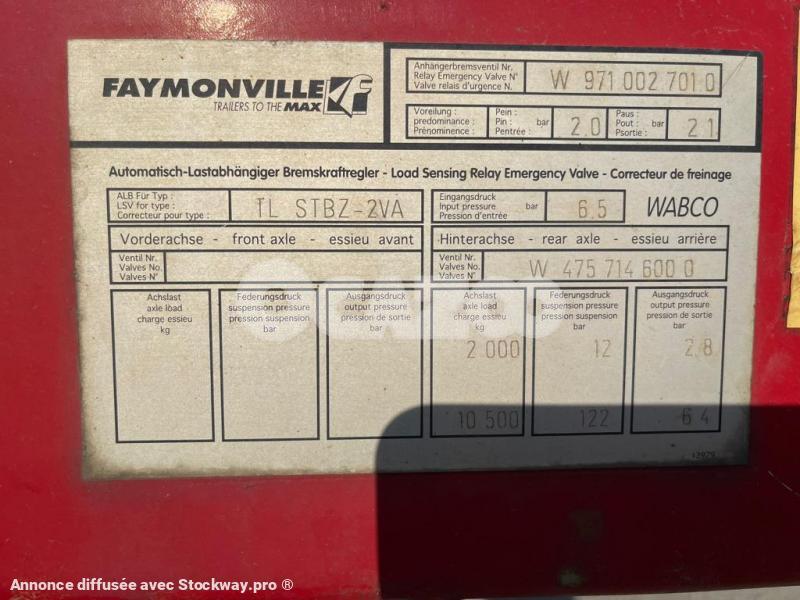 FAYMONVILLE
TRAILERS TO THE MAX
Anhängerbremsventil Nr.
Relay Emergency Valve N°
Valve relais d'urgence N.
W 971 002 701 0
Voreilung :
predominance :
Prénominence :
Pein :
Pin : bar
Pentrée :
2.0
Paus :
Pout : bar
Psortie :
2.1
Automatisch-Lastabhängiger Bremskraftregler - Load Sensing Relay Emergency Valve - Correcteur de freinage
ALB Für Typ :
LSV for type :
Correcteur pour type :
TL STBZ-2VA
Eingangsdruck
Input pressure bar
Pression d'entrée
6.5
WABCO
Vorderachse - front axle - essieu avant
Hinterachse - rear axle - essieu arrière
Ventil Nr.
Valves No.
Valves N°
Ventil Nr.
Valves No.
Valves N°
W 475 714 600 0
Achslast
axle load
charge essieu
kg
Federungsdruck
suspension pressure
pression suspension
bar
Ausgangsdruck
output pressure
pression de sortie
bar
Achslast
axle load
charge essieu
kg
Federungsdruck
suspension pressure
pression suspension
bar
Ausgangsdruck
output pressure
pression de sortie
bar
2 000 12 2.8
10 500 122 6.4
Annonce diffusée avec Stockway.pro ®